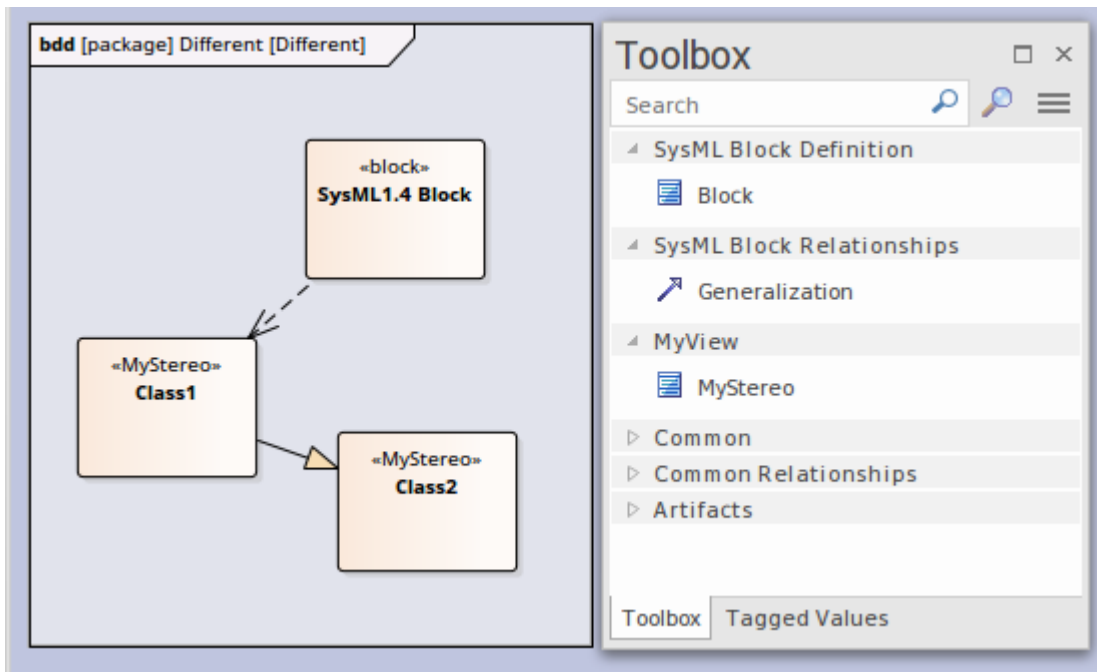 bdd [package] Different [Different]
«block»
SysML1.4 Block
«MyStereo»
Class1
«MyStereo»
Class2
Toolbox
Search
SysML Block Definition
Block
SysML Block Relationships
Generalization
MyView
MyStereo
Common
Common Relationships
Artifacts
Toolbox Tagged Values